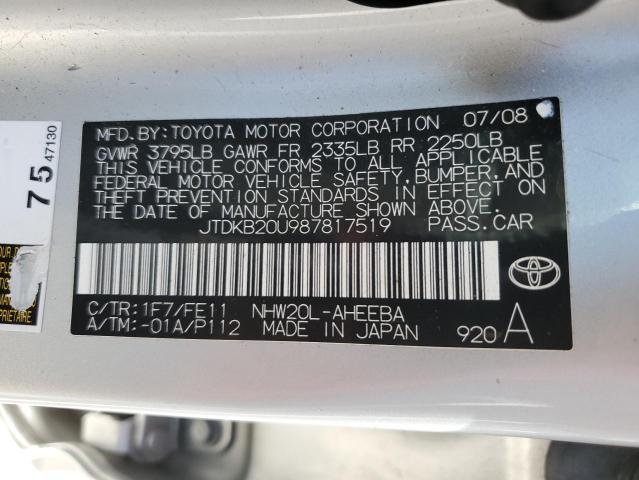 MFD.BY:TOYOTA MOTOR CORPORATION 07/08
GVWR 3795LB GAWR FR 2335LB RR 2250LB
THIS VEHICLE CONFORMS TO ALL APPLICABLE
FEDERAL MOTOR VEHICLE SAFETY, BUMPER, AND
THEFT PREVENTION STANDARDS IN EFFECT ON
THE DATE OF MANUFACTURE SHOWN ABOVE.
JTDKB20U987817519 PASS.CAR
C/TR:1F7/FE11 NHW20L-AHEEBA
A/TM:-01A/P112 MADE IN JAPAN 920 A
75 47130